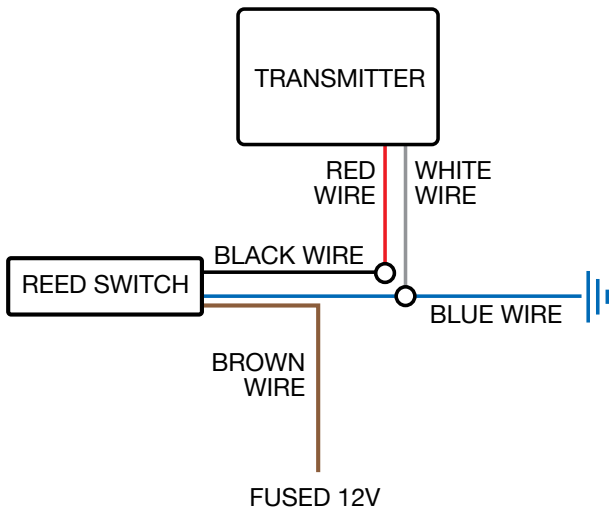 TRANSMITTER
RED
WIRE
WHITE
WIRE
BLACK WIRE
REED SWITCH
BLUE WIRE
BROWN
WIRE
FUSED 12V